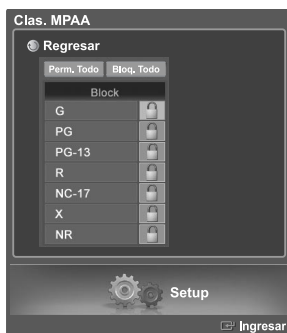 Clas. MPAA
Regresar
Perm. Todo Bloq. Todo
Block
G
PG
PG-13
R
NC-17
X
NR
Setup
Ingresar